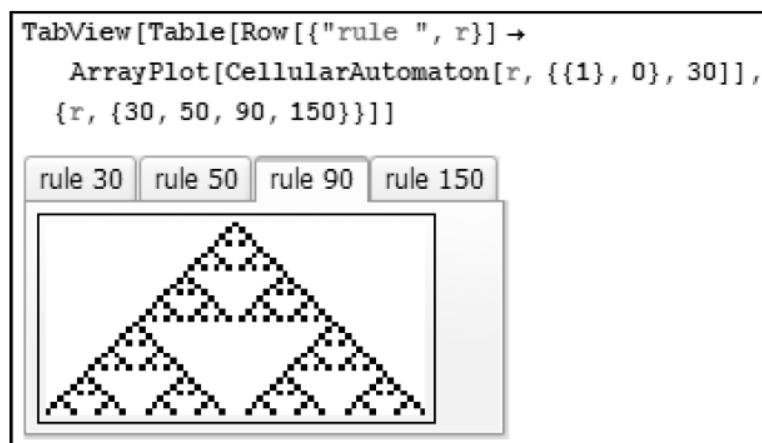 TabView[Table[Row[{"rule ", r}] →
ArrayPlot[CellularAutomaton[r, {{1}, 0}, 30]],
{r, {30, 50, 90, 150}}]]
rule 30 rule 50 rule 90 rule 150